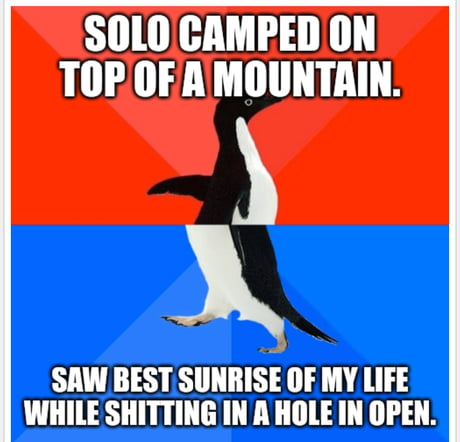 SOLO CAMPED ON
TOP OF A MOUNTAIN.
SAW BEST SUNRISE OF MY LIFE
WHILE SHITTING IN A HOLE IN OPEN.